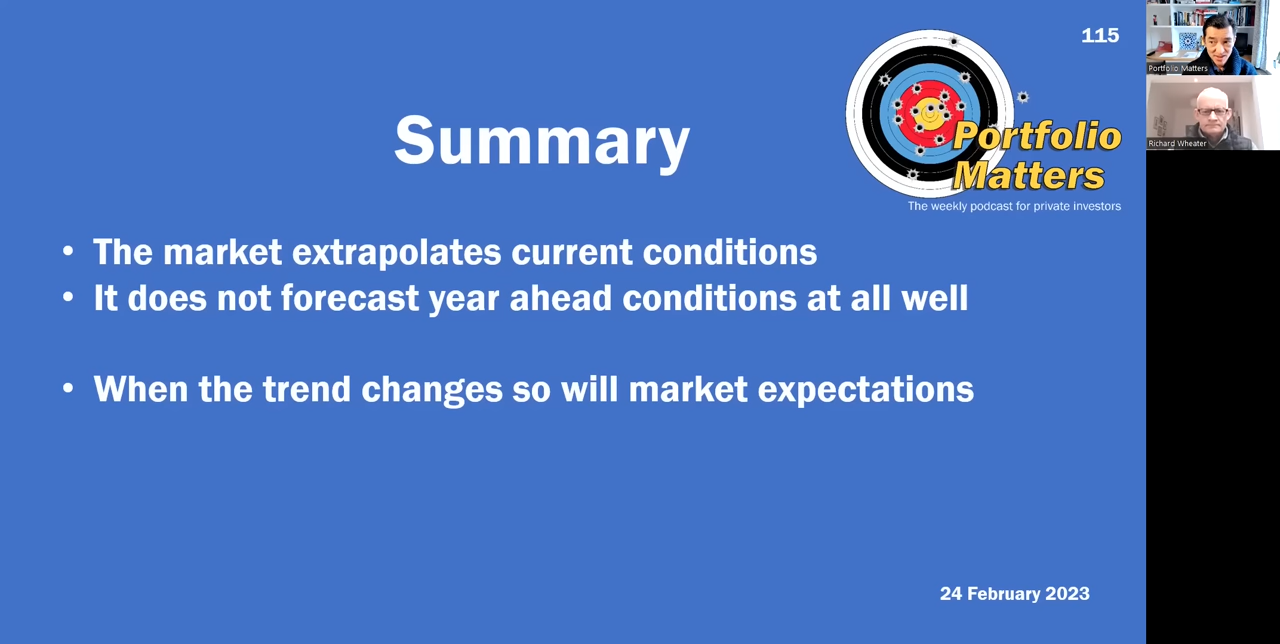 115
Summary
Portfolio
Matters
The weekly podcast for private investors
• The market extrapolates current conditions
• It does not forecast year ahead conditions at all well
• When the trend changes so will market expectations
24 February 2023
Portfolio Matters
Richard Wheater